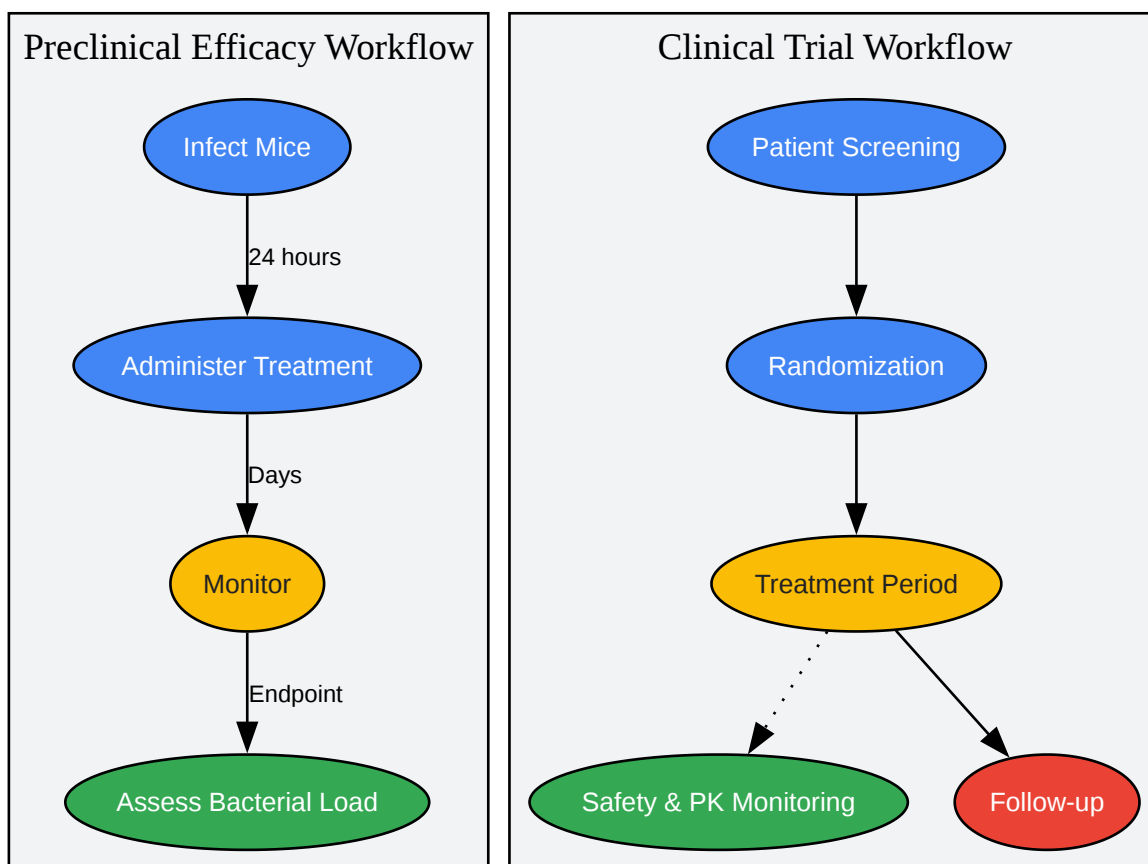 Preclinical Efficacy Workflow
Infect Mice
24 hours
Administer Treatment
Days
Monitor
Endpoint
Assess Bacterial Load
Clinical Trial Workflow
Patient Screening
Randomization
Treatment Period
Safety & PK Monitoring
Follow-up